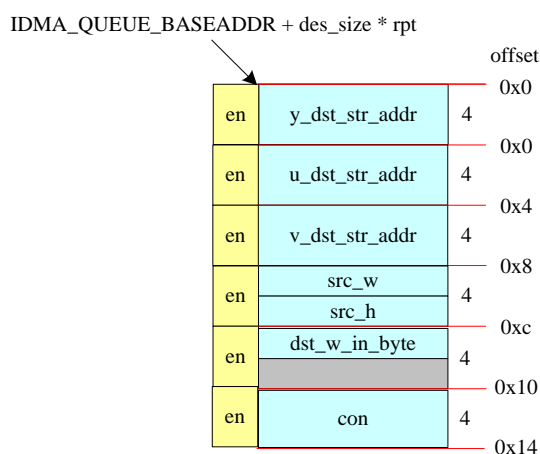 IDMA_QUEUE_BASEADDR + des_size * rpt
offset
0x0
en y_dst_str_addr 4
0x0
en u_dst_str_addr 4
0x4
en v_dst_str_addr 4
0x8
en src_w 4
src_h
0xc
en dst_w_in_byte 4
0x10
en con 4
0x14